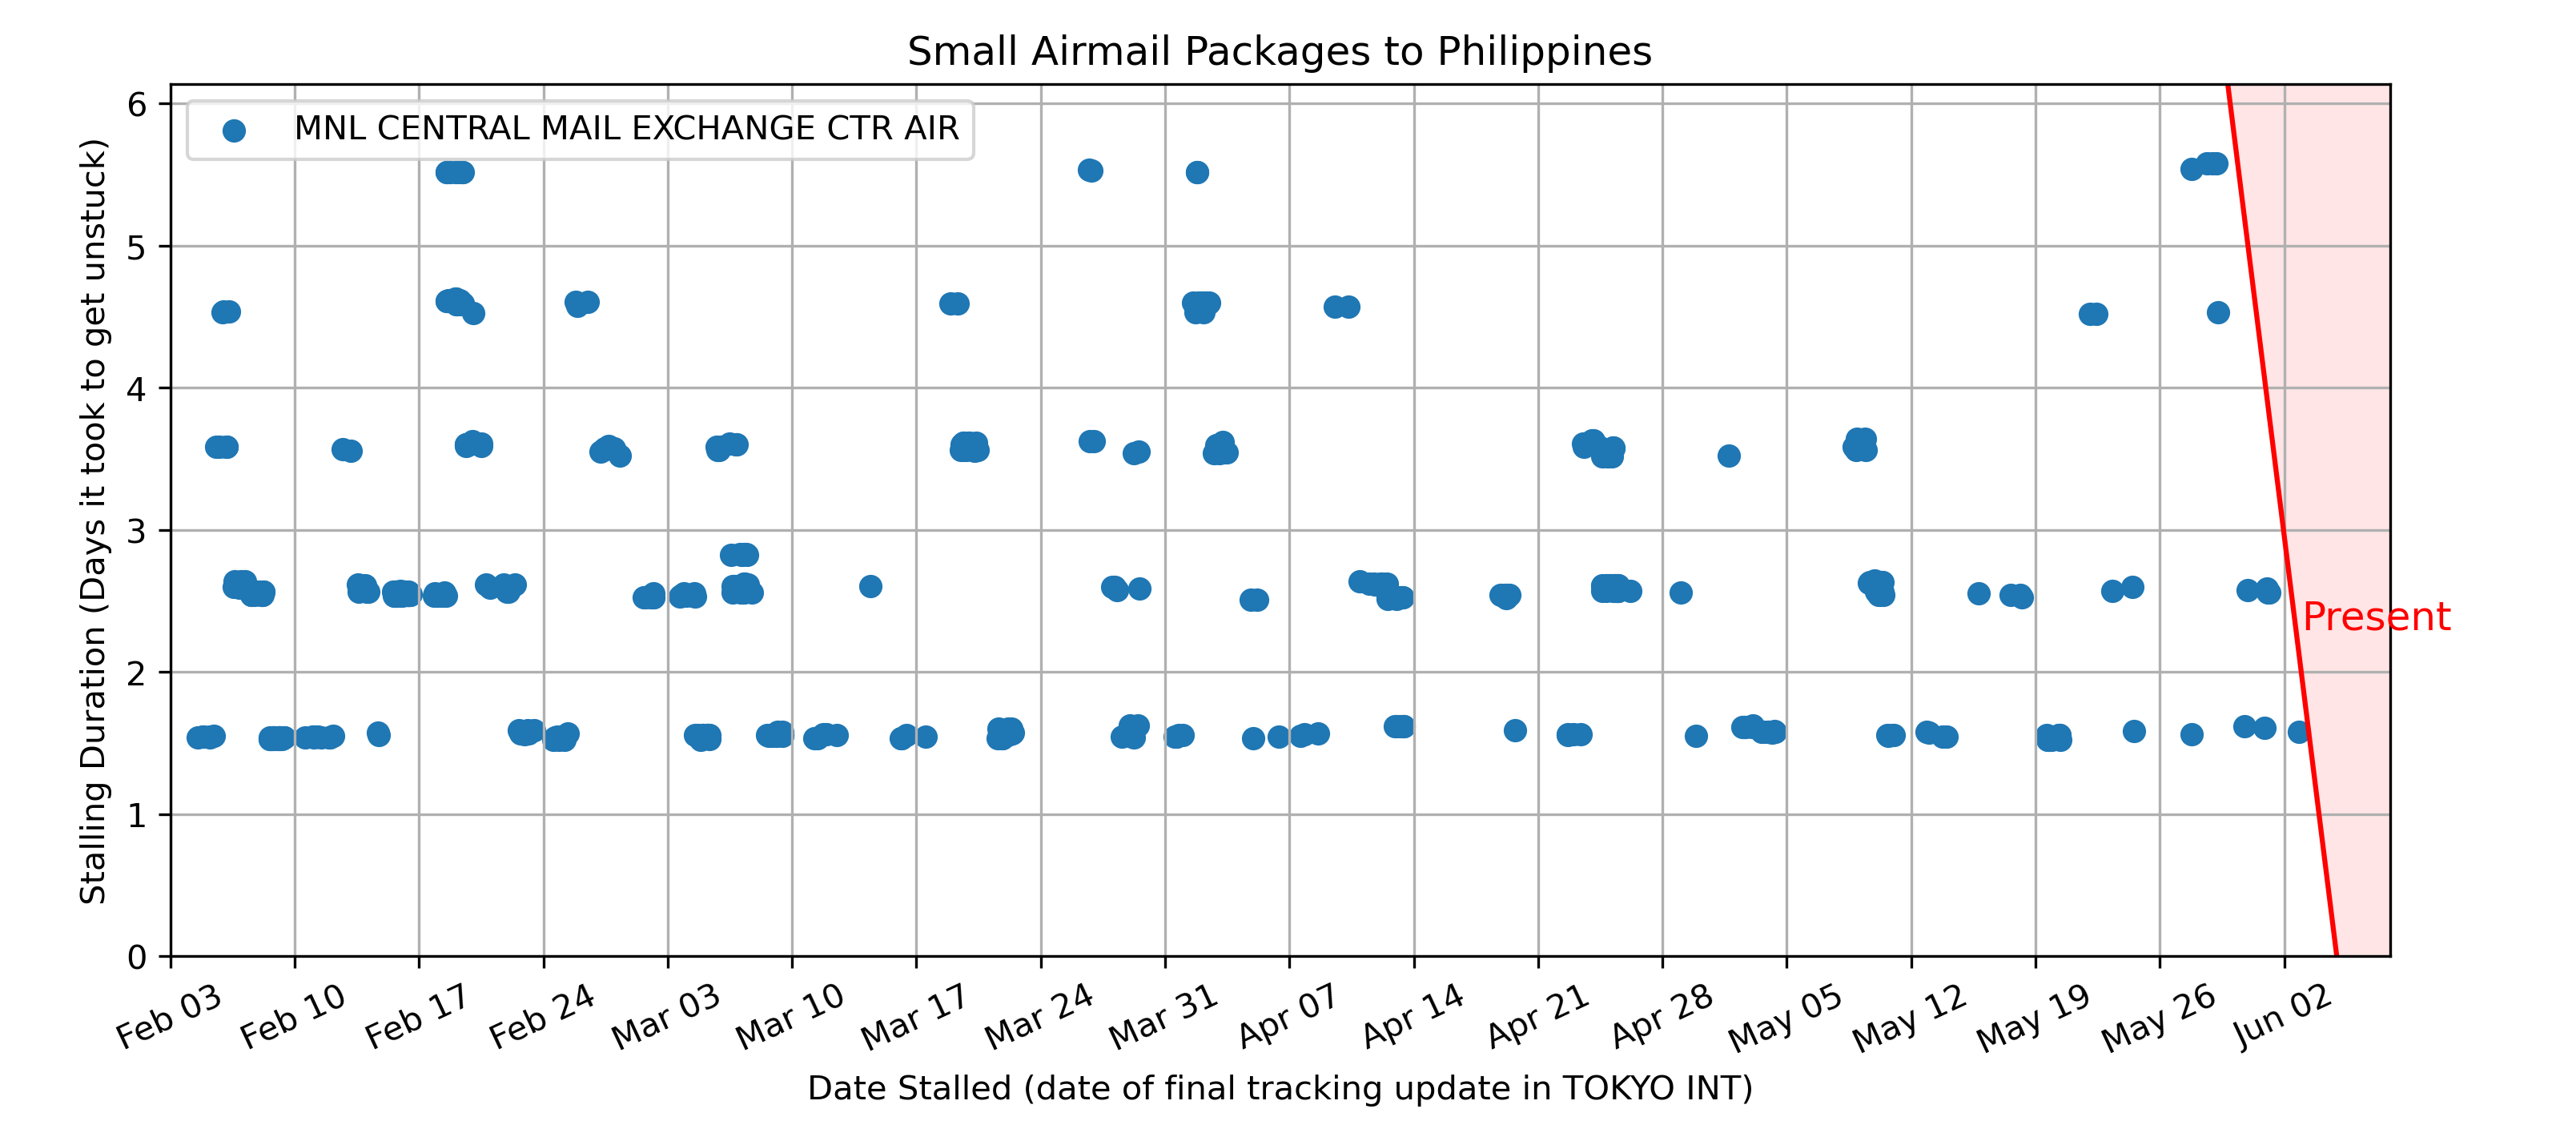 Small Airmail Packages to Philippines
MNL CENTRAL MAIL EXCHANGE CTR AIR
Stalling Duration (Days it took to get unstuck)
6
5
4
3
2
1
0
Present
Feb 03
Feb 10
Feb 17
Feb 24
Mar 03
Mar 10
Mar 17
Mar 24
Mar 31
Apr 07
Apr 14
Apr 21
Apr 28
May 05
May 12
May 19
May 26
Jun 02
Date Stalled (date of final tracking update in TOKYO INT)